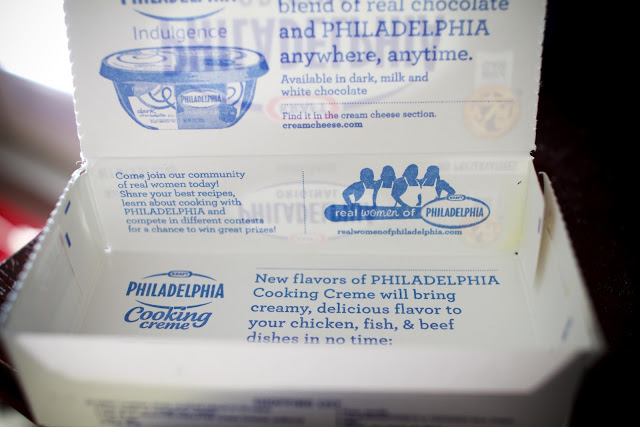 blend of real chocolate
PHILADELPHIA
Indulgence
and PHILADELPHIA
anywhere, anytime.
dark
PHILADELPHIA
Available in dark, milk and
white chocolate
Find it in the cream cheese section.
creamcheese.com
Come join our community
of real women today!
Share your best recipes,
learn about cooking with
PHILADELPHIA and
compete in different contests
for a chance to win great prizes!
KRAFT
real women of PHILADELPHIA
realwomenofphiladelphia.com
KRAFT
PHILADELPHIA
Cooking
creme
New flavors of PHILADELPHIA
Cooking Creme will bring
creamy, delicious flavor to
your chicken, fish, & beef
dishes in no time: